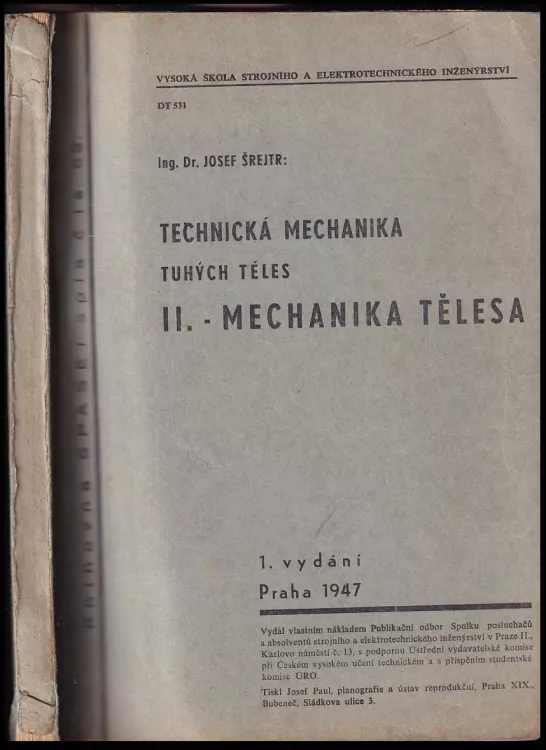 VYSOKÁ ŠKOLA STROJNÍHO A ELEKTROTECHNICKÉHO INŽENÝRSTVÍ
DT 531
Ing. Dr. JOSEF ŠREJTR:
TECHNICKÁ MECHANIKA
TUHÝCH TĚLES
II. - MECHANIKA TĚLESA
1. vydání
Praha 1947
Vydal vlastním nákladem Publikační odbor Spolku posluchačů
a absolventů strojního a elektrotechnického inženýrství v Praze II.,
Karlovo náměstí č. 13, s podporou Ústřední vydavatelské komise
při Českém vysokém učení technickém a s přispěním studentské
komise ÚRO.
Tiskl Josef Paul, planografie a ústav reprodukční, Praha XIX.,
Bubeneč, Sládkova ulice 3.